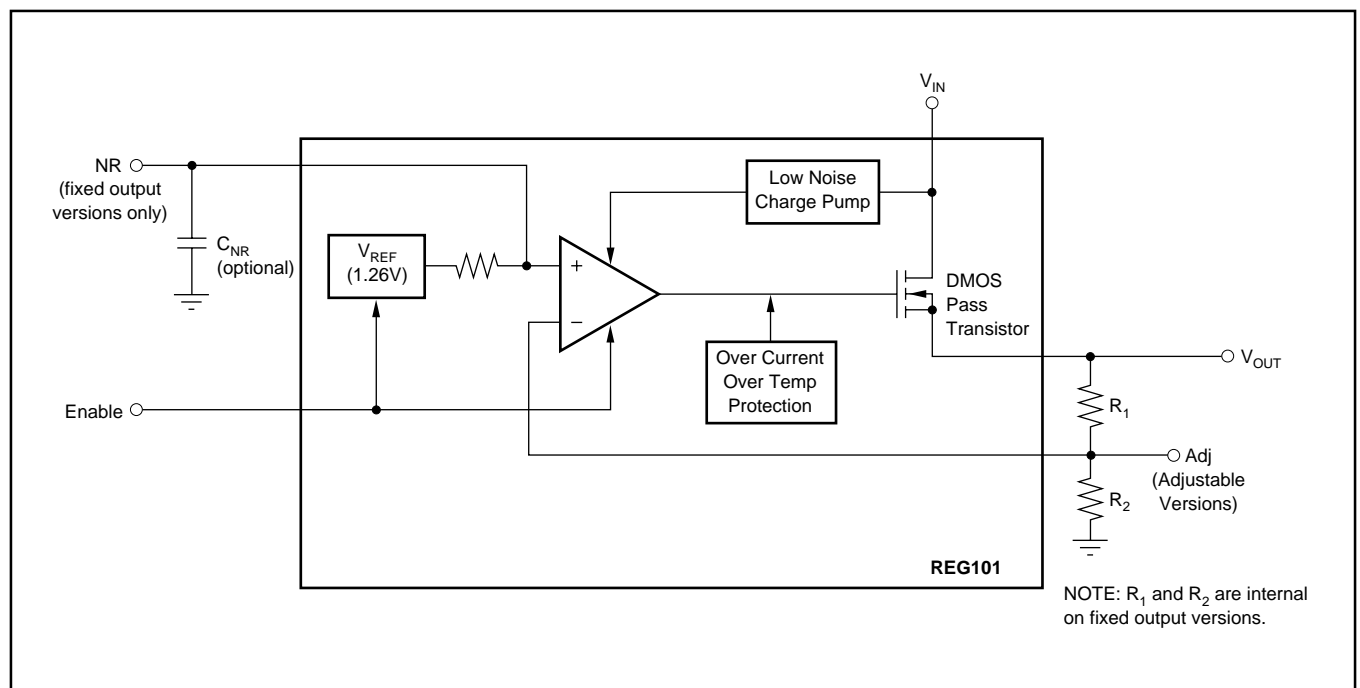 V_IN
NR
(fixed output
versions only)
C_NR
(optional)
V_REF
(1.26V)
+
–
Low Noise
Charge Pump
DMOS
Pass
Transistor
Over Current
Over Temp
Protection
Enable
V_OUT
R_1
Adj
(Adjustable
Versions)
R_2
REG101
NOTE: R_1 and R_2 are internal
on fixed output versions.